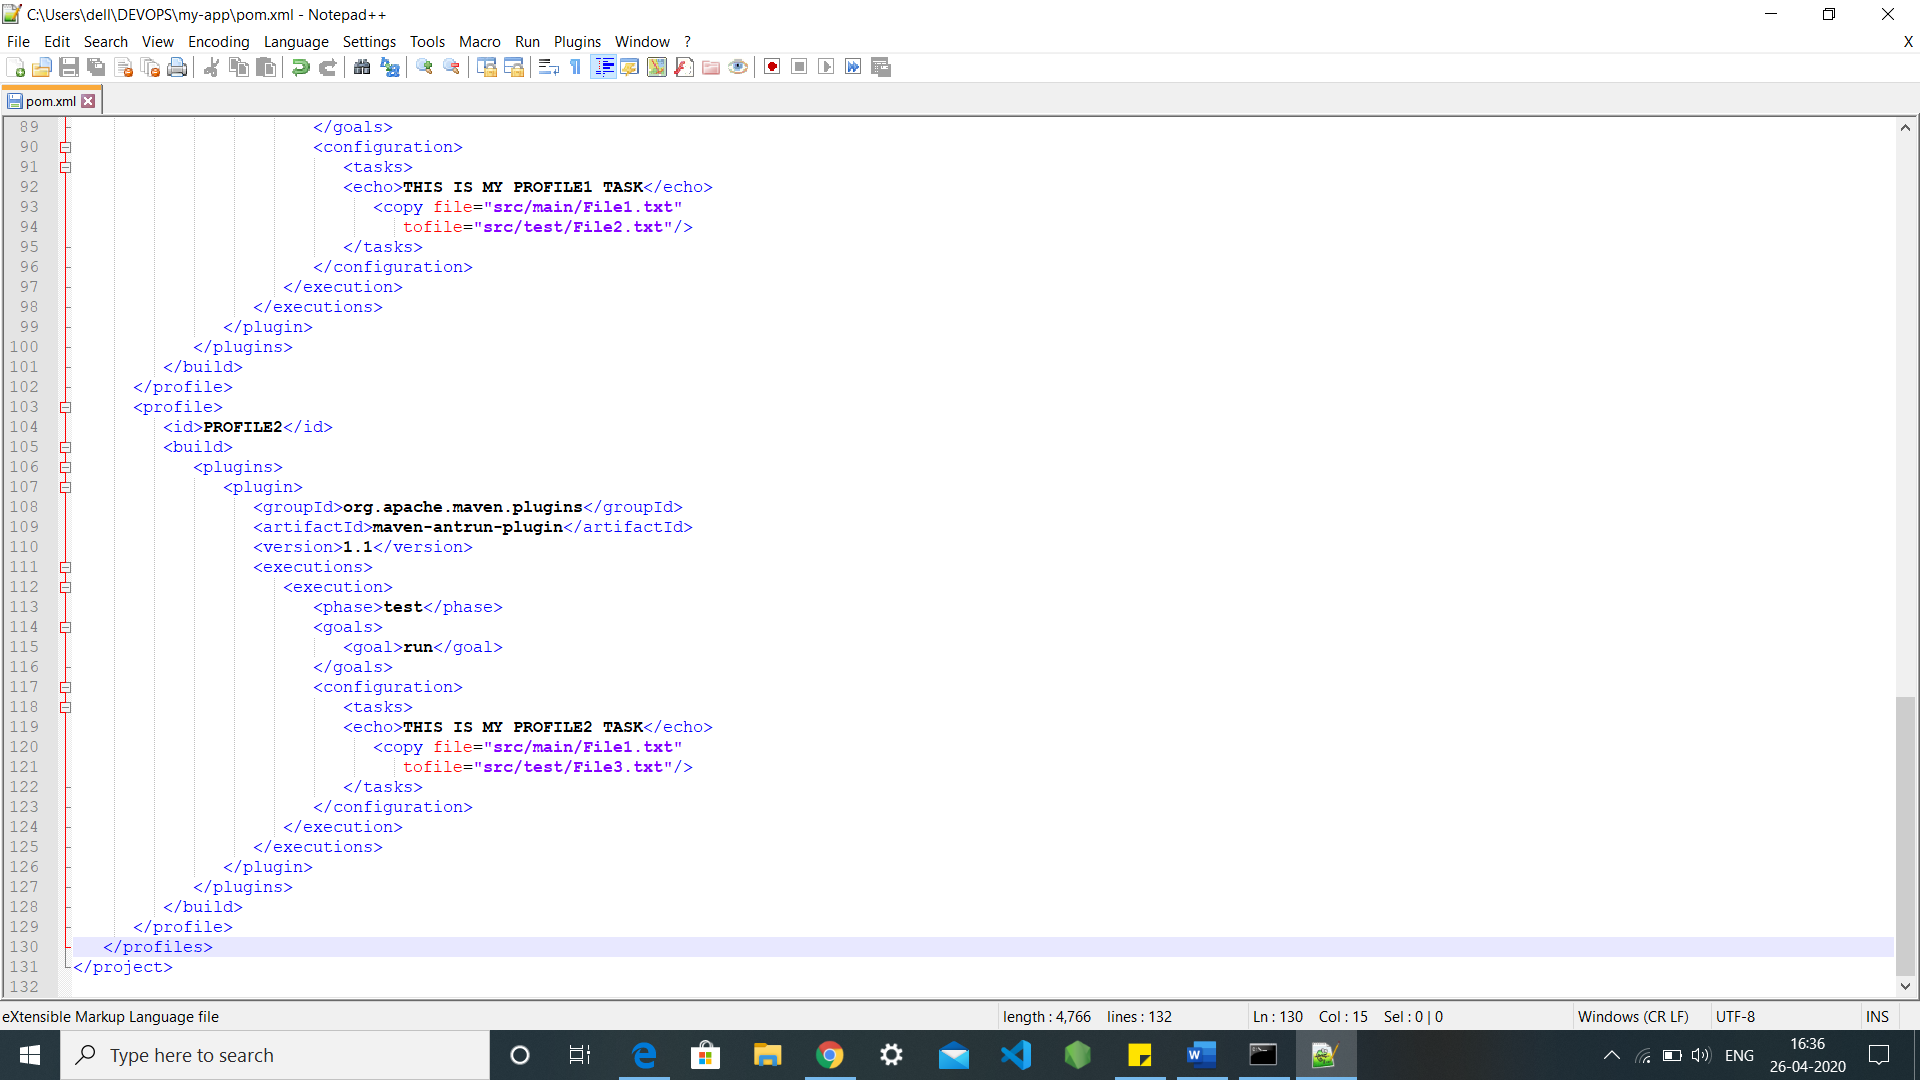 C:\Users\dell\DEVOPS\my-app\pom.xml - Notepad++
File Edit Search View Encoding Language Settings Tools Macro Run Plugins Window ? X
pom.xml
89 </goals>
90 <configuration>
91 <tasks>
92 <echo>THIS IS MY PROFILE1 TASK</echo>
93 <copy file="src/main/File1.txt"
94 tofile="src/test/File2.txt"/>
95 </tasks>
96 </configuration>
97 </execution>
98 </executions>
99 </plugin>
100 </plugins>
101 </build>
102 </profile>
103 <profile>
104 <id>PROFILE2</id>
105 <build>
106 <plugins>
107 <plugin>
108 <groupId>org.apache.maven.plugins</groupId>
109 <artifactId>maven-antrun-plugin</artifactId>
110 <version>1.1</version>
111 <executions>
112 <execution>
113 <phase>test</phase>
114 <goals>
115 <goal>run</goal>
116 </goals>
117 <configuration>
118 <tasks>
119 <echo>THIS IS MY PROFILE2 TASK</echo>
120 <copy file="src/main/File1.txt"
121 tofile="src/test/File3.txt"/>
122 </tasks>
123 </configuration>
124 </execution>
125 </executions>
126 </plugin>
127 </plugins>
128 </build>
129 </profile>
130 </profiles>
131 </project>
132
eXtensible Markup Language file length : 4,766 lines : 132 Ln : 130 Col : 15 Sel : 0 | 0 Windows (CR LF) UTF-8 INS
Type here to search ENG 16:36
26-04-2020